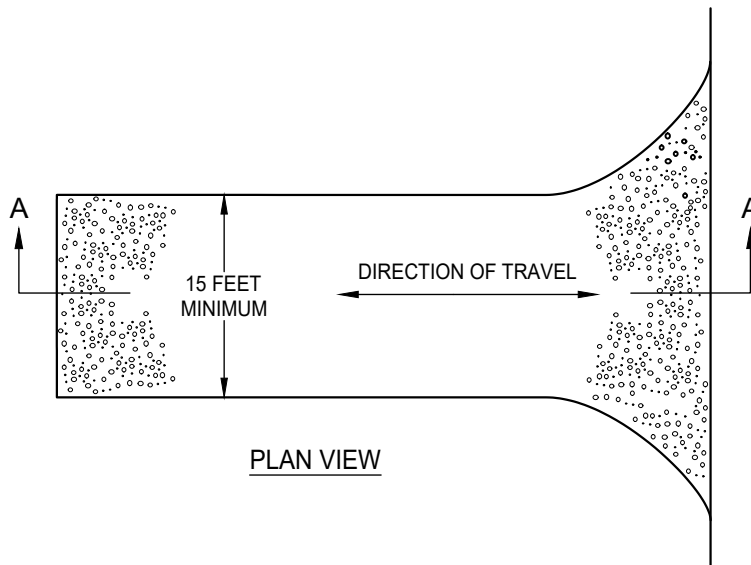 A
A
15 FEET
MINIMUM
DIRECTION OF TRAVEL
PLAN VIEW